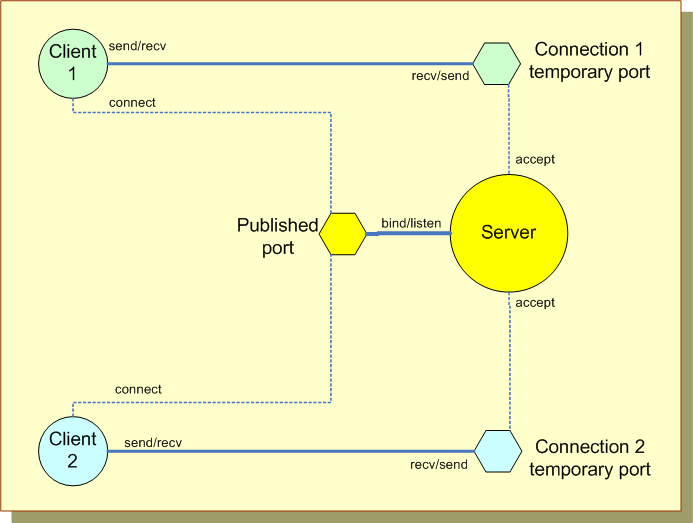 Client
1
send/recv
recv/send
Connection 1
temporary port
connect
accept
Published
port
bind/listen
Server
accept
connect
Client
2
send/recv
recv/send
Connection 2
temporary port